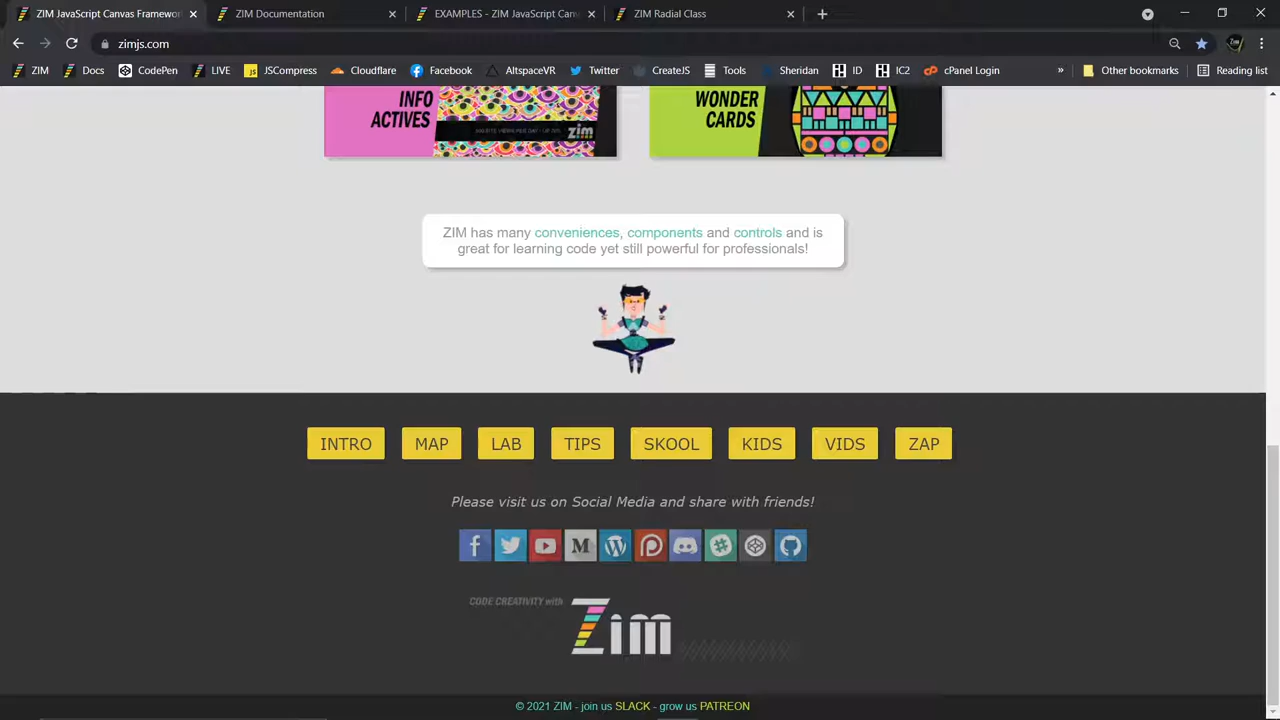 ZIM JavaScript Canvas Framewor
ZIM Documentation
EXAMPLES - ZIM JavaScript Canv
ZIM Radial Class
zimjs.com
ZIM
Docs
CodePen
LIVE
JSCompress
Cloudflare
Facebook
AltspaceVR
Twitter
CreateJS
Tools
Sheridan
ID
IC2
cPanel Login
»
Other bookmarks
Reading list
INFO
ACTIVES
zim
WONDER
CARDS
ZIM has many conveniences, components and controls and is
great for learning code yet still powerful for professionals!
INTRO
MAP
LAB
TIPS
SKOOL
KIDS
VIDS
ZAP
Please visit us on Social Media and share with friends!
CODE CREATIVITY with
Zim
© 2021 ZIM - join us SLACK - grow us PATREON